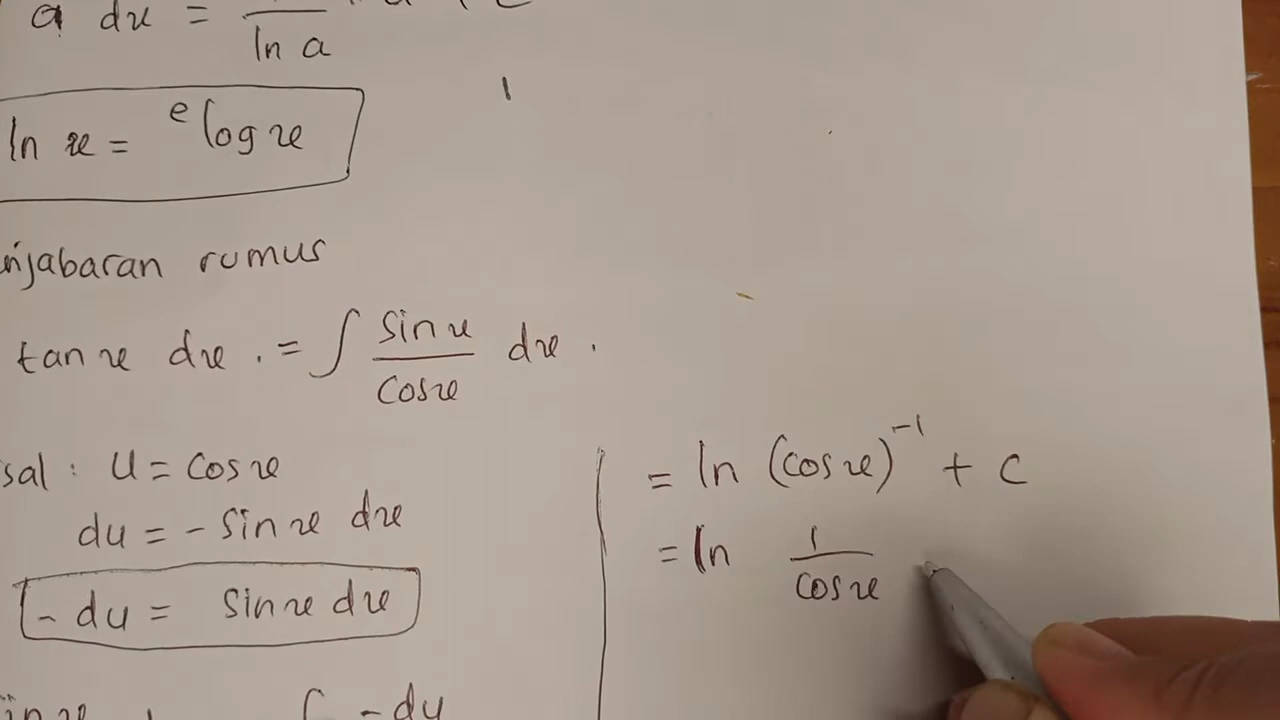 a dx = / ln a
ln x = ᵉlog x
njabaran rumus
tan x dx . = ∫ sin x / cos x dx .
sal : u = cos x
du = - sin x dx
- du = sin x dx
in x
∫ - du
= ln (cos x)⁻¹ + c
= ln 1 / cos x